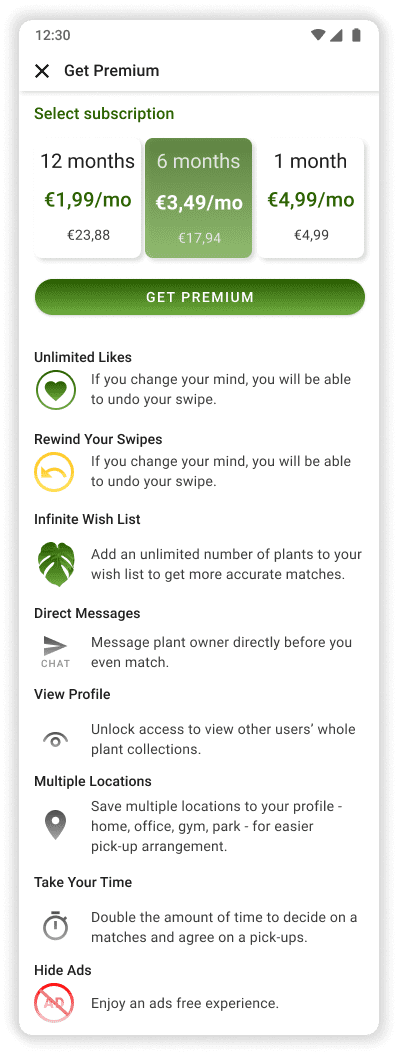 12:30
Get Premium
Select subscription
12 months
€1,99/mo
€23,88
6 months
€3,49/mo
€17,94
1 month
€4,99/mo
€4,99
GET PREMIUM
Unlimited Likes
If you change your mind, you will be able
to undo your swipe.
Rewind Your Swipes
If you change your mind, you will be able
to undo your swipe.
Infinite Wish List
Add an unlimited number of plants to your
wish list to get more accurate matches.
Direct Messages
CHAT
Message plant owner directly before you
even match.
View Profile
Unlock access to view other users’ whole
plant collections.
Multiple Locations
Save multiple locations to your profile -
home, office, gym, park - for easier
pick-up arrangement.
Take Your Time
Double the amount of time to decide on a
matches and agree on a pick-ups.
Hide Ads
AD
Enjoy an ads free experience.